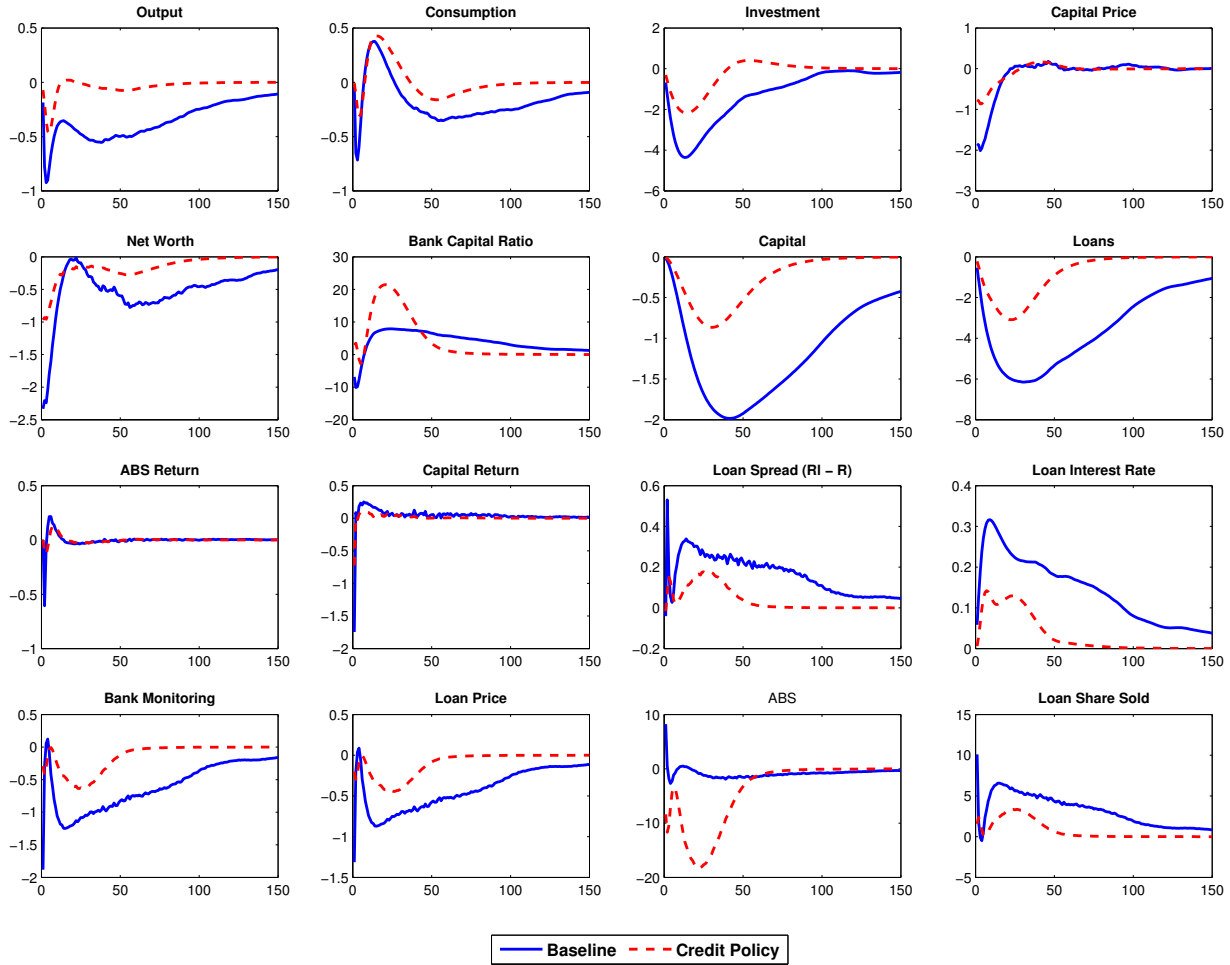 Output Consumption Investment Capital Price
0.5 0.5 2 1
0 0 0 0
−0.5 −0.5 −2 −1
−4 −2
−1 −1 −6 −3
0 50 100 150 0 50 100 150 0 50 100 150 0 50 100 150
Net Worth Bank Capital Ratio Capital Loans
0 30 0 0
−0.5 20 −0.5 −2
−1 10 −1 −4
−1.5 0 −1.5 −6
−2 −10
−2.5 −20 −2 −8
0 50 100 150 0 50 100 150 0 50 100 150 0 50 100 150
ABS Return Capital Return Loan Spread (Rl − R) Loan Interest Rate
0.5 0.5 0.6 0.4
0 0 0.4 0.3
−0.5 −0.5 0.2 0.2
−1 0 0.1
−1.5
−1 −2 −0.2 0
0 50 100 150 0 50 100 150 0 50 100 150 0 50 100 150
Bank Monitoring Loan Price ABS Loan Share Sold
0.5 0.5 10 15
0 0 0 10
−0.5 −0.5 −10 5
−1 −1 0
−1.5
−2 −1.5 −20 −5
0 50 100 150 0 50 100 150 0 50 100 150 0 50 100 150
Baseline Credit Policy